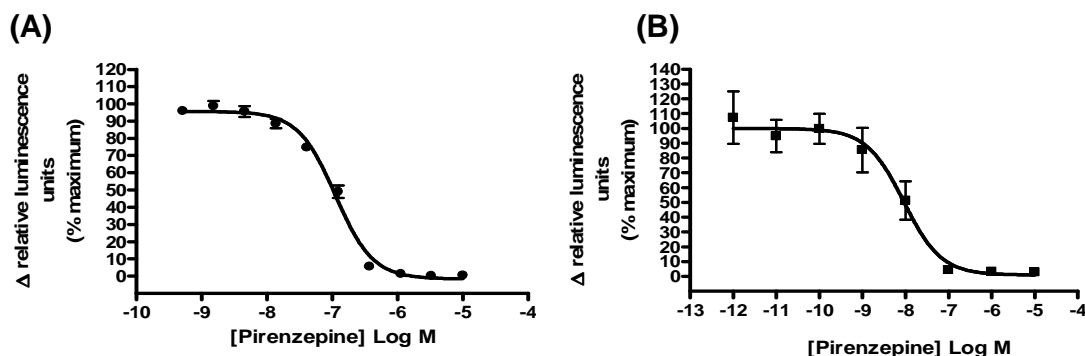 (A)
Δ relative luminescence
units
(% maximum)
120
110
100
90
80
70
60
50
40
30
20
10
0
-10 -9 -8 -7 -6 -5 -4
[Pirenzepine] Log M
(B)
Δ relative luminescence
units
(% maximum)
140
130
120
110
100
90
80
70
60
50
40
30
20
10
0
-13 -12 -11 -10 -9 -8 -7 -6 -5 -4
[Pirenzepine] Log M